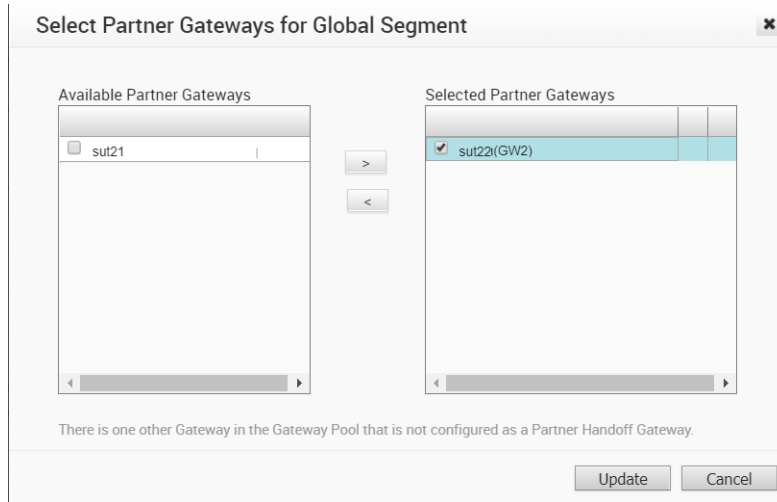 Select Partner Gateways for Global Segment
Available Partner Gateways
Selected Partner Gateways
sut21
sut22(GW2)
>
<
There is one other Gateway in the Gateway Pool that is not configured as a Partner Handoff Gateway.
Update
Cancel